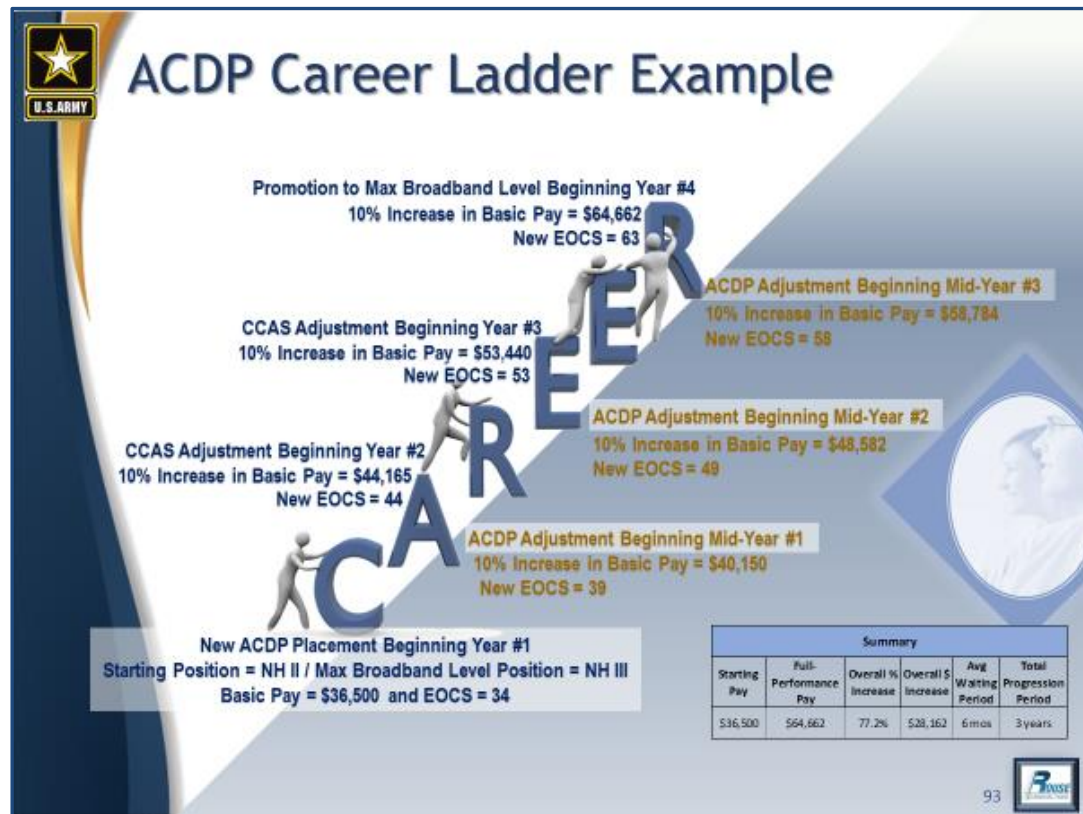 U.S.ARMY
ACDP Career Ladder Example
Promotion to Max Broadband Level Beginning Year #4
10% Increase in Basic Pay = $64,662
New EOCS = 63
ACDP Adjustment Beginning Mid-Year #3
10% Increase in Basic Pay = $58,784
New EOCS = 58
CCAS Adjustment Beginning Year #3
10% Increase in Basic Pay = $53,440
New EOCS = 53
ACDP Adjustment Beginning Mid-Year #2
10% Increase in Basic Pay = $48,582
New EOCS = 49
CCAS Adjustment Beginning Year #2
10% Increase in Basic Pay = $44,165
New EOCS = 44
ACDP Adjustment Beginning Mid-Year #1
10% Increase in Basic Pay = $40,150
New EOCS = 39
CAREER
New ACDP Placement Beginning Year #1
Starting Position = NH II / Max Broadband Level Position = NH III
Basic Pay = $36,500 and EOCS = 34
Summary
Starting Pay Full-Performance Pay Overall % Increase Overall $ Increase Avg Waiting Period Total Progression Period
$36,500 $64,662 77.2% $28,162 6 mos 3 years
93